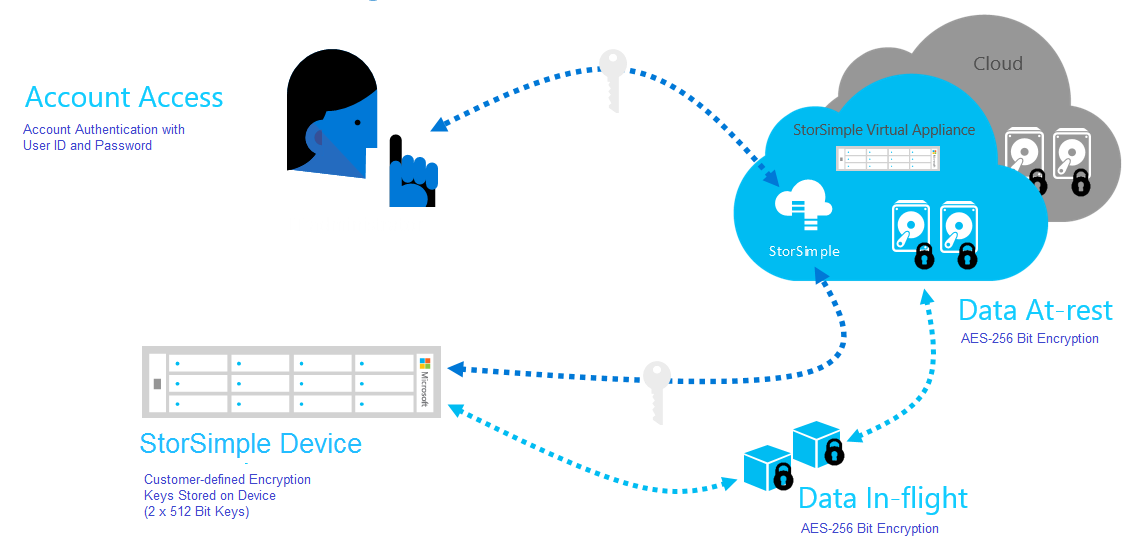 Cloud
Account Access
Account Authentication with
User ID and Password
StorSimple Virtual Appliance
Microsoft
StorSimple
Data At-rest
AES-256 Bit Encryption
Microsoft
StorSimple Device
Customer-defined Encryption
Keys Stored on Device
(2 x 512 Bit Keys)
Data In-flight
AES-256 Bit Encryption